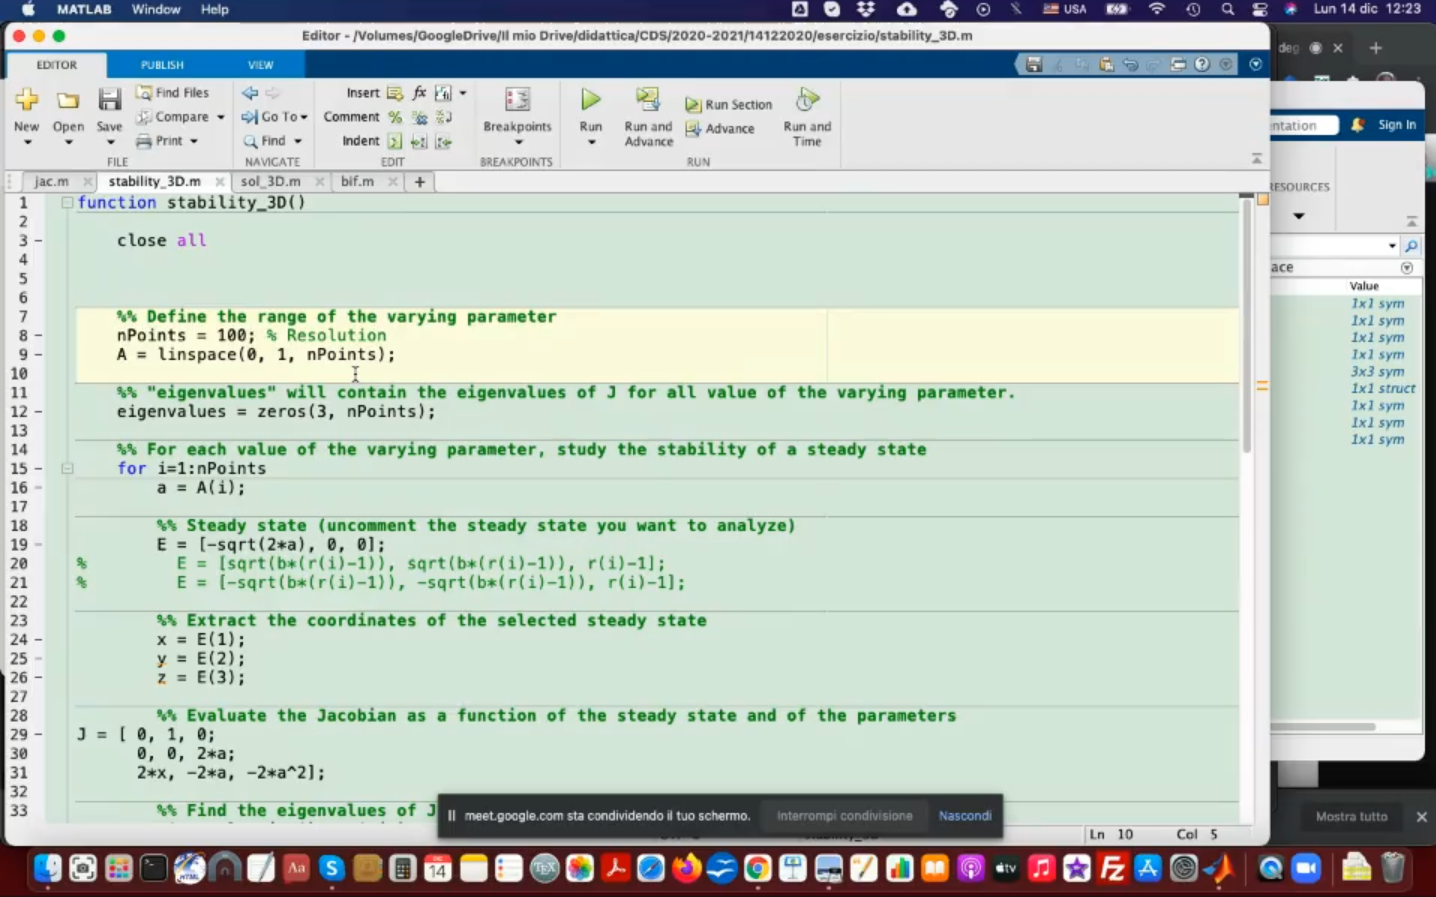 MATLAB Window Help
USA Lun 14 dic 12:23
Editor - /Volumes/GoogleDrive/Il mio Drive/didattica/CDS/2020-2021/14122020/esercizio/stability_3D.m
EDITOR PUBLISH VIEW
Find Files Insert fx
New Open Save Compare Go To Comment % Breakpoints Run Run and Advance Run Section Advance Run and Time
Print Find Indent
FILE NAVIGATE EDIT BREAKPOINTS RUN
jac.m stability_3D.m sol_3D.m bif.m +
1 function stability_3D()
2
3 close all
4
5
6
7 %% Define the range of the varying parameter
8 nPoints = 100; % Resolution
9 A = linspace(0, 1, nPoints);
10
11 %% "eigenvalues" will contain the eigenvalues of J for all value of the varying parameter.
12 eigenvalues = zeros(3, nPoints);
13
14 %% For each value of the varying parameter, study the stability of a steady state
15 for i=1:nPoints
16 a = A(i);
17
18 %% Steady state (uncomment the steady state you want to analyze)
19 E = [-sqrt(2*a), 0, 0];
20 % E = [sqrt(b*(r(i)-1)), sqrt(b*(r(i)-1)), r(i)-1];
21 % E = [-sqrt(b*(r(i)-1)), -sqrt(b*(r(i)-1)), r(i)-1];
22
23 %% Extract the coordinates of the selected steady state
24 x = E(1);
25 y = E(2);
26 z = E(3);
27
28 %% Evaluate the Jacobian as a function of the steady state and of the parameters
29 J = [ 0, 1, 0;
30 0, 0, 2*a;
31 2*x, -2*a, -2*a^2];
32
33 %% Find the eigenvalues of J
meet.google.com sta condividendo il tuo schermo. Interrompi condivisione Nascondi
Ln 10 Col 5
deg
ntation Sign In
RESOURCES
ace
Value
1x1 sym
1x1 sym
1x1 sym
1x1 sym
3x3 sym
1x1 struct
1x1 sym
1x1 sym
1x1 sym
Mostra tutto
DIC
14
TEX
tv